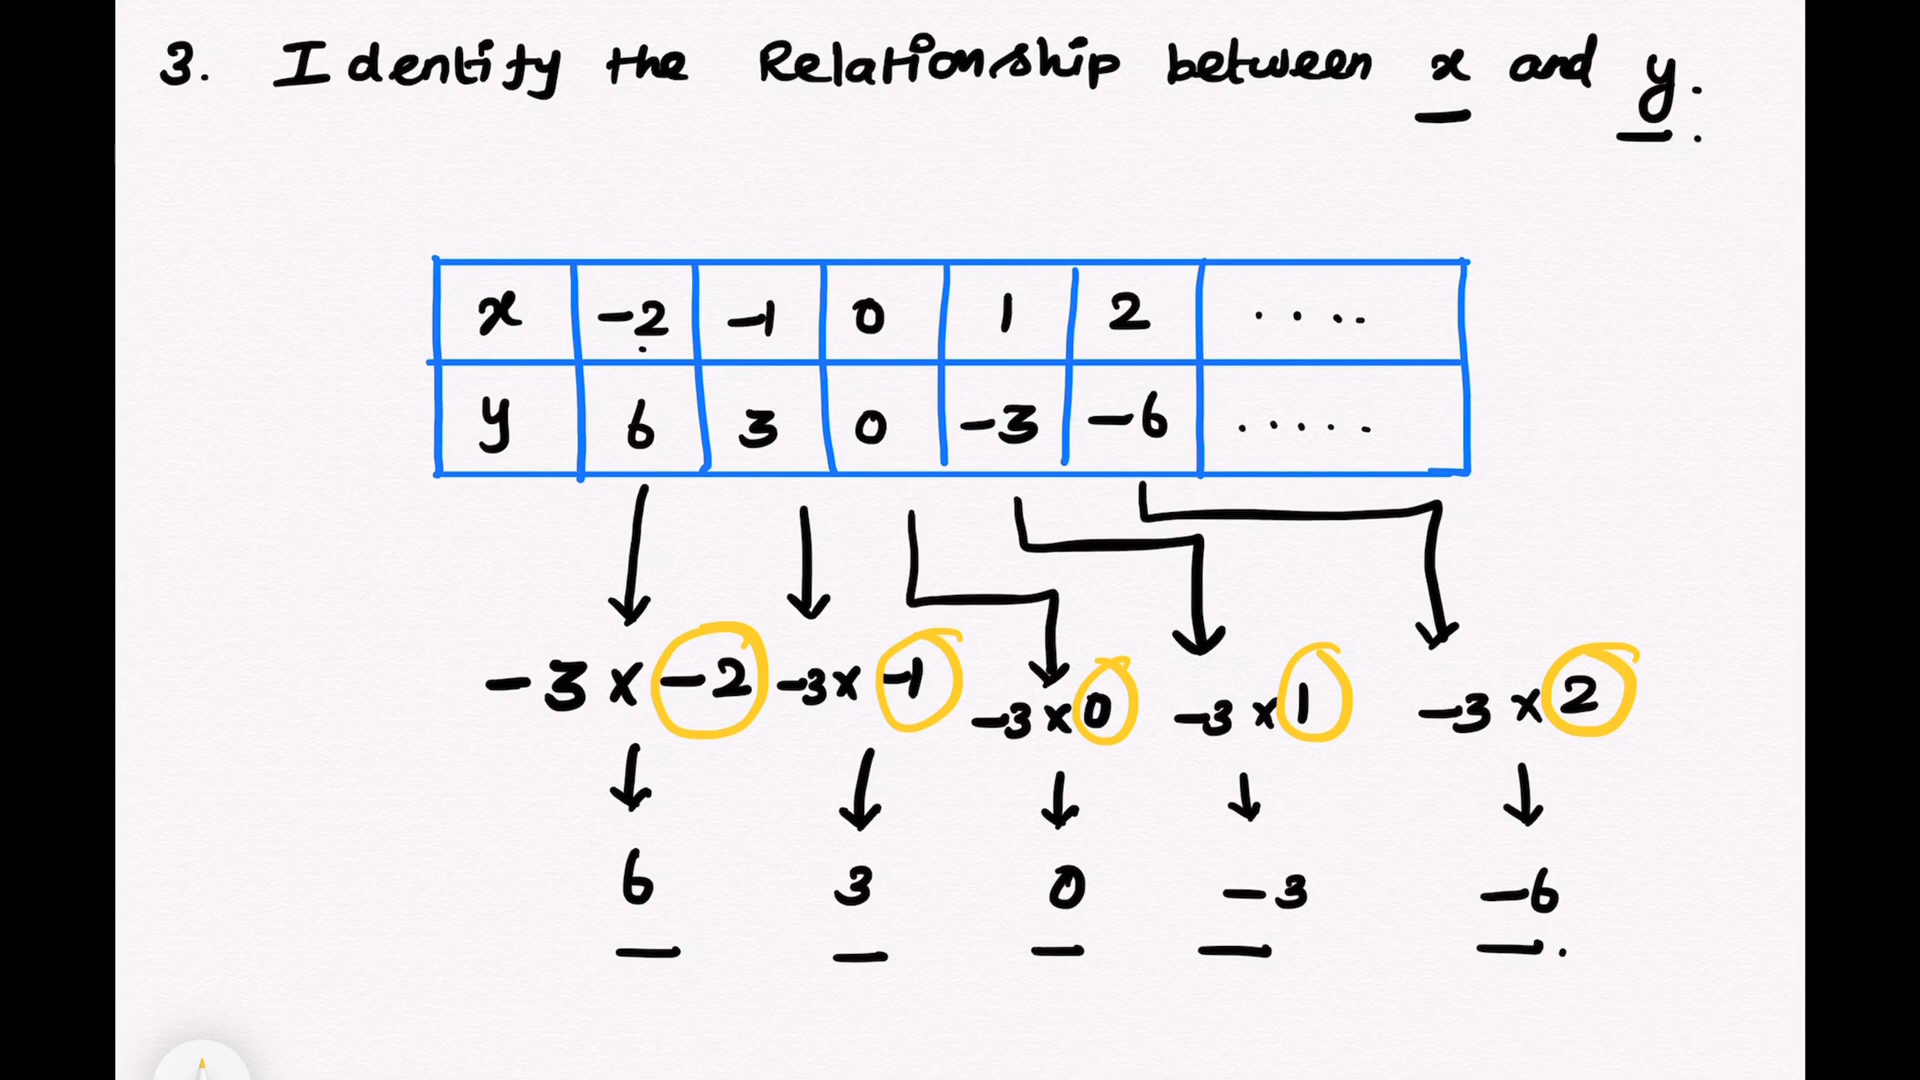 3. Identify the Relationship between x and y.
x -2 -1 0 1 2 ....
y 6 3 0 -3 -6 .....
-3 x -2 -3 x -1 -3 x 0 -3 x 1 -3 x 2
6 3 0 -3 -6.